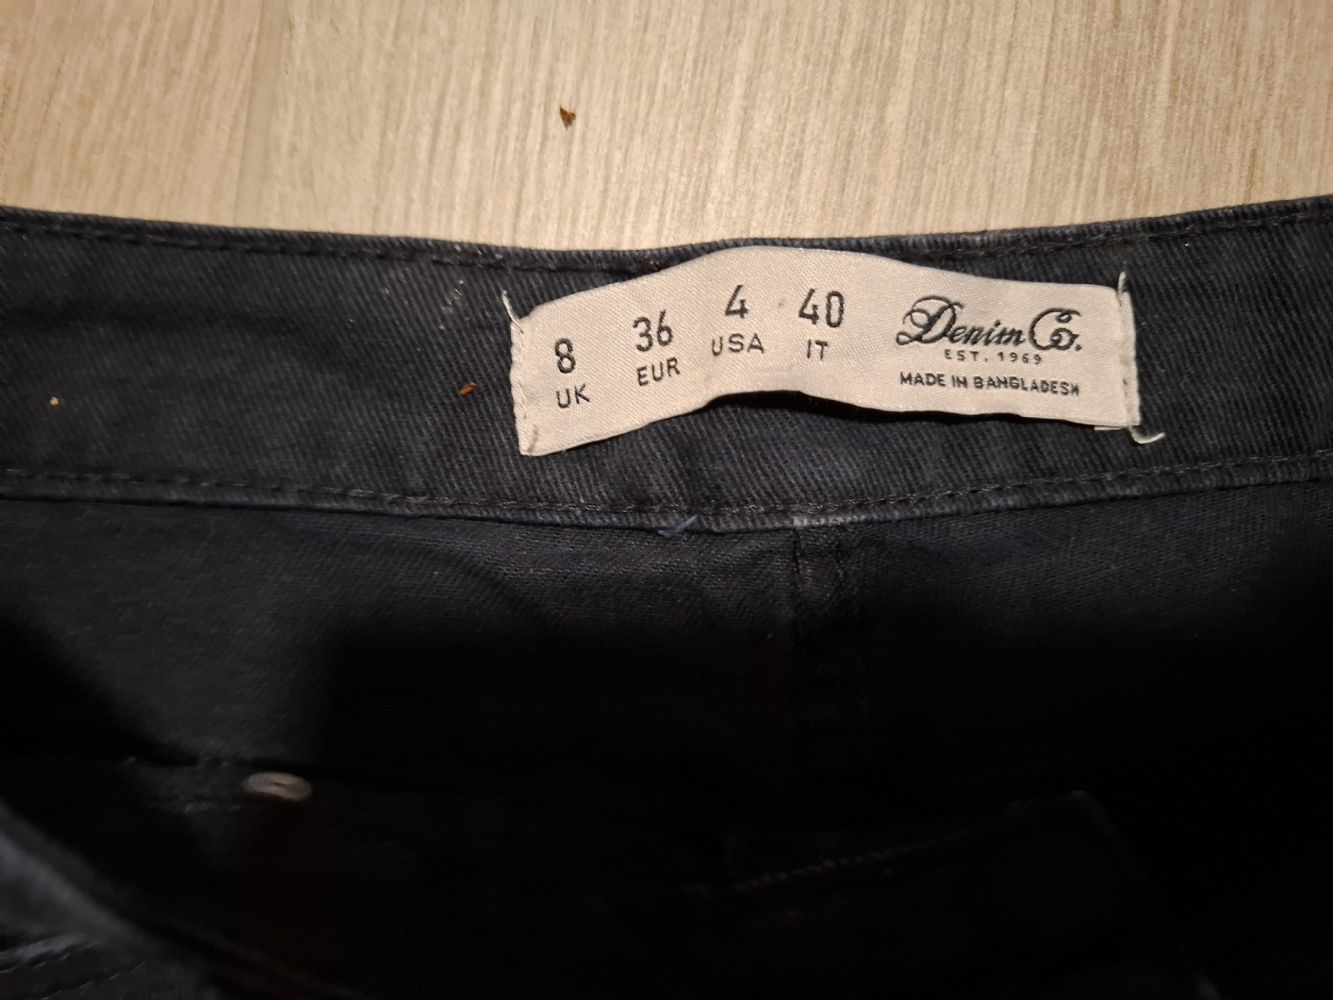 8 36 4 40
UK EUR USA IT
Denim Co.
EST. 1969
MADE IN BANGLADESH